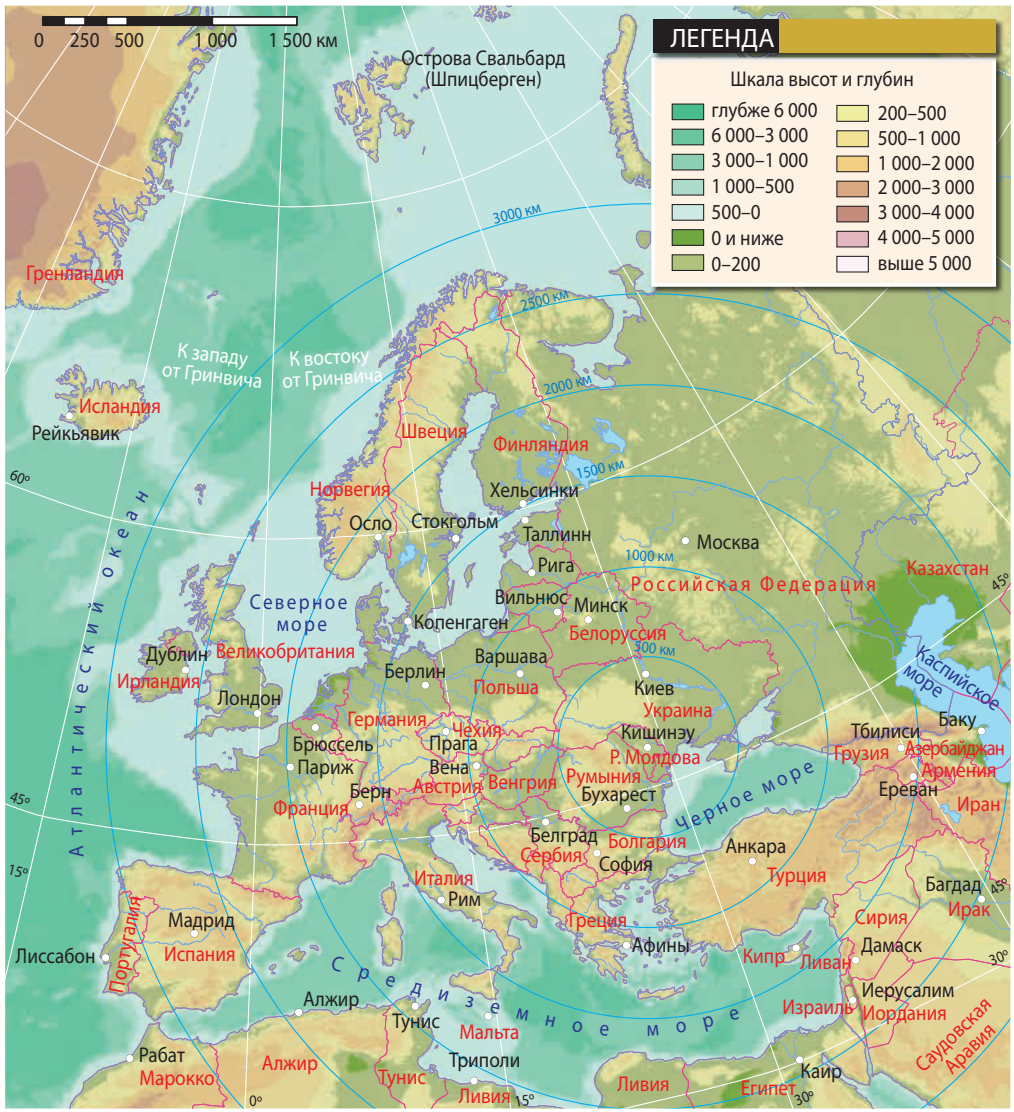 0 250 500 1 000 1 500 км
Острова Свальбард
(Шпицберген)
ЛЕГЕНДА
Шкала высот и глубин
глубже 6 000
6 000–3 000
3 000–1 000
1 000–500
500–0
0 и ниже
0–200
200–500
500–1 000
1 000–2 000
2 000–3 000
3 000–4 000
4 000–5 000
выше 5 000
3000 км
Гренландия
2500 км
К западу
от Гринвича
К востоку
от Гринвича
2000 км
Исландия
Рейкьявик
Швеция
Финляндия
1500 км
60º
Норвегия
Хельсинки
Осло
Стокгольм
Таллинн
Москва
1000 км
Рига
Российская Федерация
Казахстан
45º
Атлантический океан
Северное
море
Вильнюс
Минск
Копенгаген
Белоруссия
500 км
Дублин
Великобритания
Ирландия
Варшава
Берлин
Польша
Киев
Каспийское
море
Лондон
Украина
Германия
Чехия
Кишинэу
Баку
Тбилиси
Брюссель
Прага
Р. Молдова
Грузия
Азербайджан
Париж
Вена
Румыния
Армения
Австрия
Венгрия
Ереван
Берн
Бухарест
Иран
45º
Франция
Черное море
Белград
Болгария
Сербия
София
Анкара
15º
Италия
Турция
Багдад
45º
Рим
Ирак
Португалия
Мадрид
Греция
Сирия
Испания
Афины
Дамаск
Лиссабон
Кипр
Ливан
30º
Средиземное море
Иерусалим
Алжир
Израиль
Иордания
Тунис
Мальта
Саудовская
Аравия
Рабат
Триполи
Алжир
Марокко
Тунис
Ливия
Каир
Ливия
Египет
0º
15º
30º